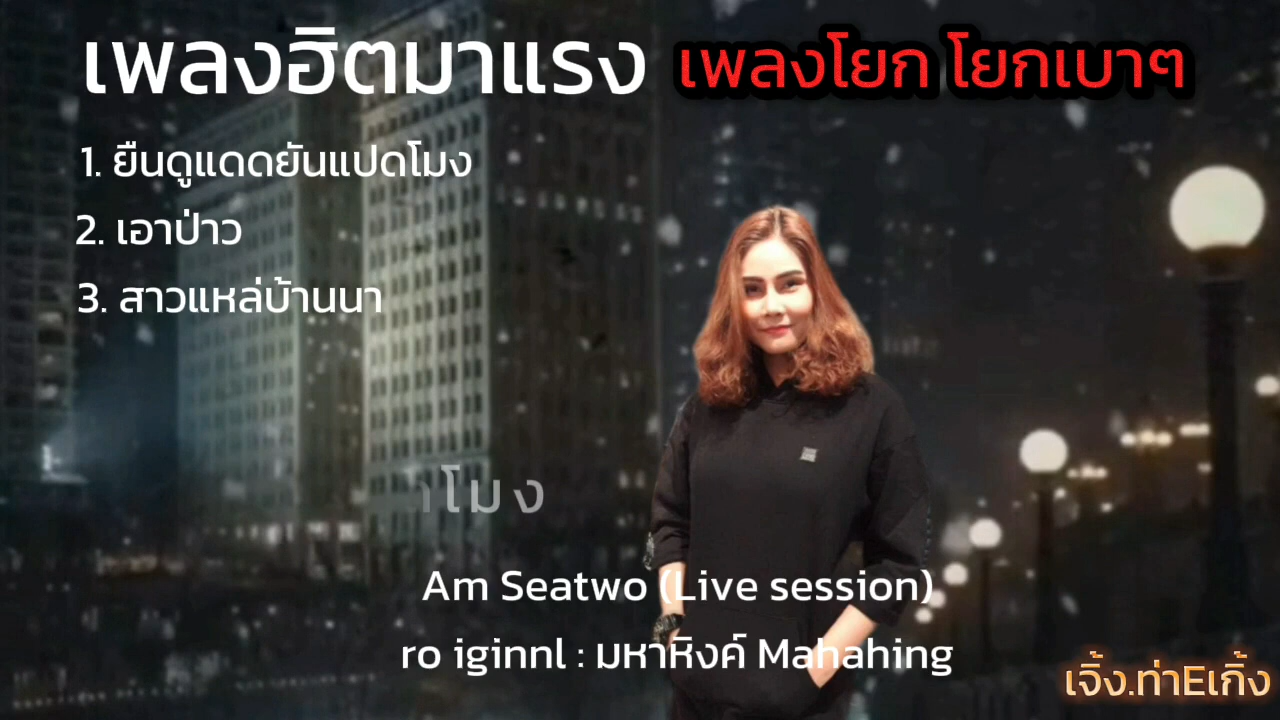 เพลงฮิตมาแรง เพลงโยก โยกเบาๆ
1. ยืนดูแดดยันแปดโมง
2. เอาป่าว
3. สาวแหล่บ้านนา
โมง
Am Seatwo (Live session)
ro iginnl : มหาหิงค์ Mahahing
เจิ้ง.ท่าEเกิ้ง